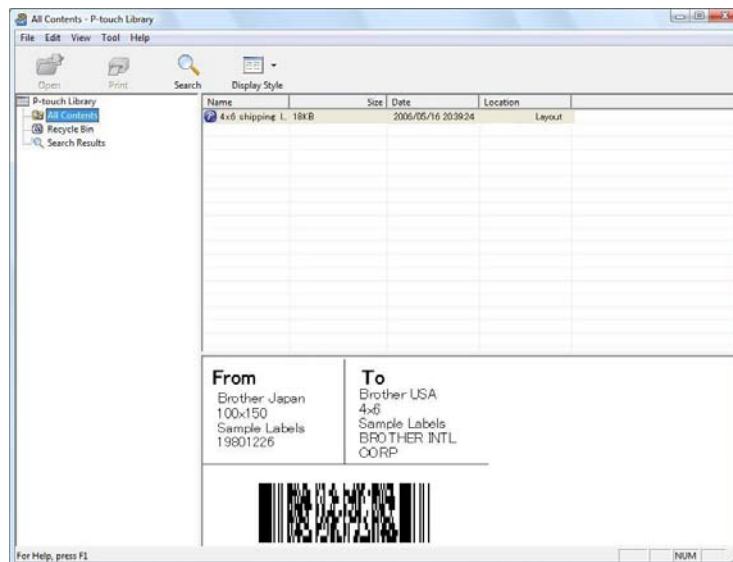 All Contents - P-touch Library
File Edit View Tool Help
Open Print Search Display Style
P-touch Library
All Contents
Recycle Bin
Search Results
Name Size Date Location
4x6 shipping L. 18KB 2006/05/16 20:39:24 Layout
From
Brother Japan
100x150
Sample Labels
19801226
To
Brother USA
4x6
Sample Labels
BROTHER INTL
CORP
For Help, press F1
NUM